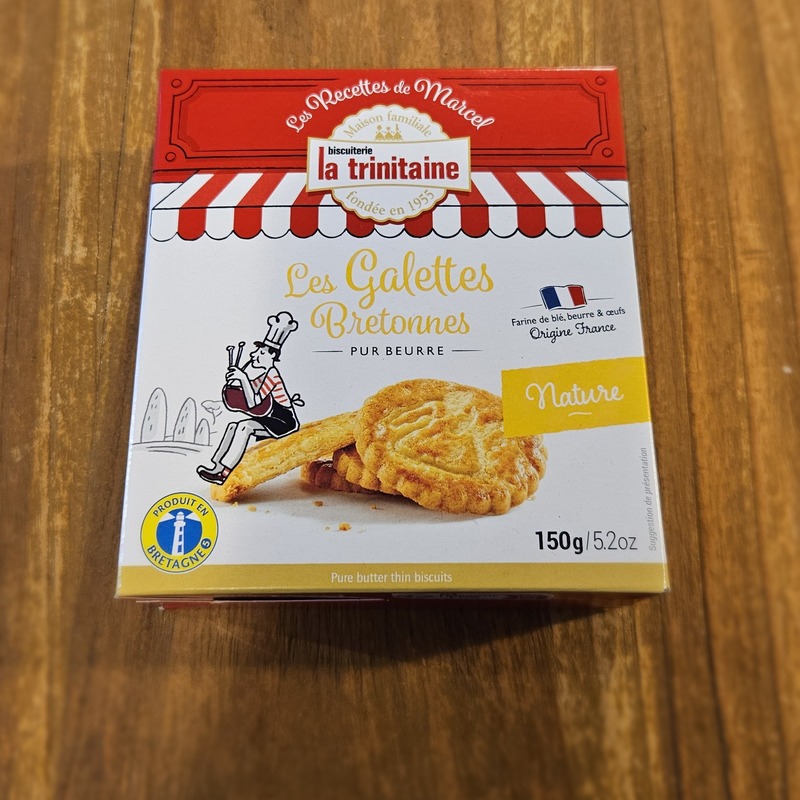 Les Recettes de Marcel
Maison familiale
biscuiterie
la trinitaine
fondée en 1955
Les Galettes
Bretonnes
PUR BEURRE
Farine de blé, beurre & œufs
Origine France
Nature
PRODUIT EN
BRETAGNE
150g/5.2oz
Suggestion de présentation
Pure butter thin biscuits